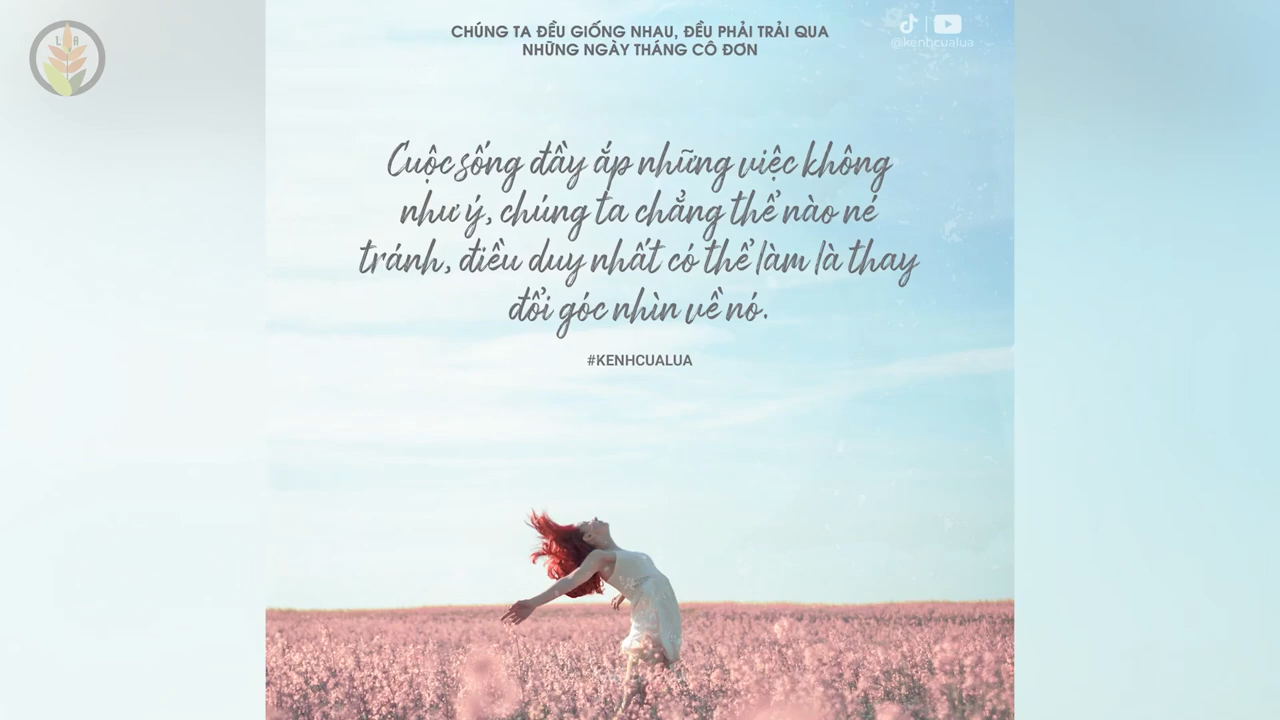 L A
CHÚNG TA ĐỀU GIỐNG NHAU, ĐỀU PHẢI TRẢI QUA
NHỮNG NGÀY THÁNG CÔ ĐƠN
@kenhcualua
Cuộc sống đầy ắp những việc không
như ý, chúng ta chẳng thể nào né
tránh, điều duy nhất có thể làm là thay
đổi góc nhìn về nó.
#KENHCUALUA